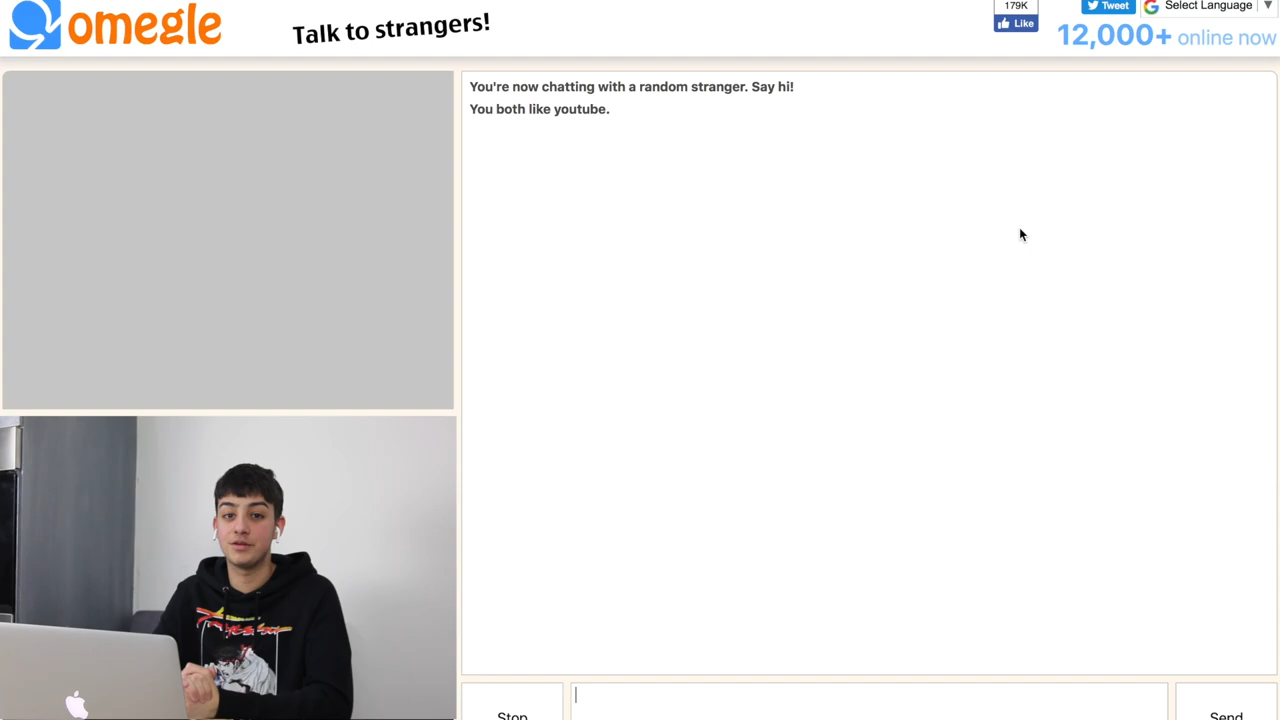 omegle
Talk to strangers!
179K
Like
Tweet
Select Language
12,000+ online now
You're now chatting with a random stranger. Say hi!
You both like youtube.
Stop
Send